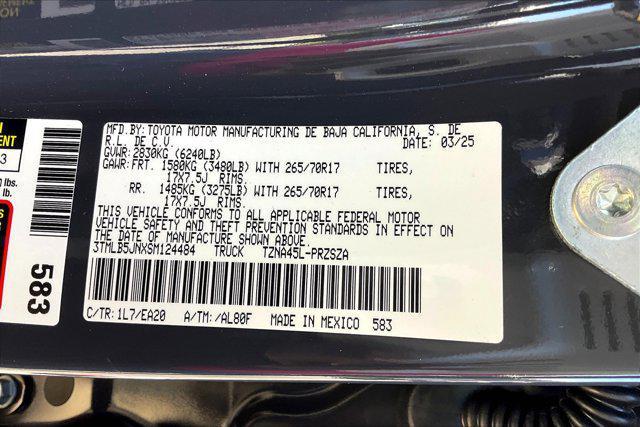 MFD.BY: TOYOTA MOTOR MANUFACTURING DE BAJA CALIFORNIA, S. DE
R.L. DE C.V. DATE: 03/25
GVWR: 2830KG (6240LB)
GAWR: FRT. 1580KG (3480LB) WITH 265/70R17 TIRES,
17X7.5J RIMS.
RR. 1485KG (3275LB) WITH 265/70R17 TIRES,
17X7.5J RIMS.
THIS VEHICLE CONFORMS TO ALL APPLICABLE FEDERAL MOTOR
VEHICLE SAFETY AND THEFT PREVENTION STANDARDS IN EFFECT ON
THE DATE OF MANUFACTURE SHOWN ABOVE.
3TMLB5JNXSM124484 TRUCK TZNA45L-PRZSZA
C/TR: 1L7/EA20 A/TM: /AL80F MADE IN MEXICO 583
3
lbs.
lbs.
583